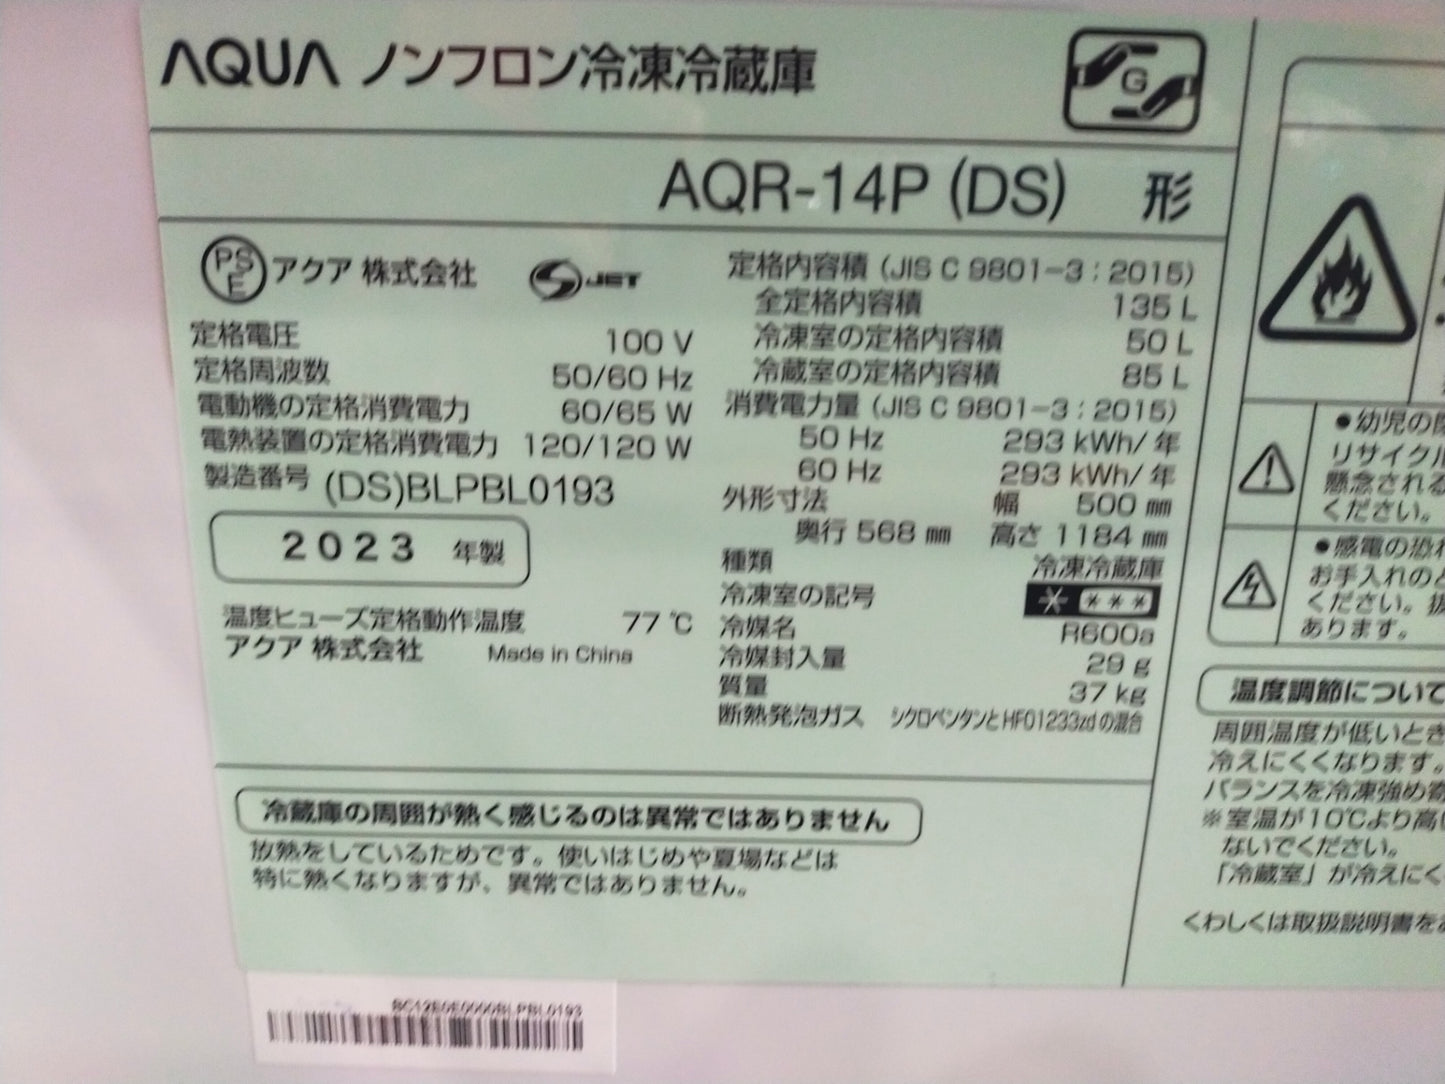 AQUA ノンフロン冷凍冷蔵庫
G
AQR-14P (DS) 形
PSE アクア 株式会社 JET
定格電圧 100 V
定格周波数 50/60 Hz
電動機の定格消費電力 60/65 W
電熱装置の定格消費電力 120/120 W
製造番号 (DS)BLPBL0193
2023 年製
温度ヒューズ定格動作温度 77 ℃
アクア 株式会社 Made in China
定格内容積 (JIS C 9801-3 : 2015)
全定格内容積 135 L
冷凍室の定格内容積 50 L
冷蔵室の定格内容積 85 L
消費電力量 (JIS C 9801-3 : 2015)
50 Hz 293 kWh/年
60 Hz 293 kWh/年
外形寸法 幅 500 ㎜
奥行 568 ㎜ 高さ 1184 ㎜
種類 冷凍冷蔵庫
冷凍室の記号 * ***
冷媒名 R600a
冷媒封入量 29 g
質量 37 kg
断熱発泡ガス シクロペンタンとHFO1233zdの混合
冷蔵庫の周囲が熱く感じるのは異常ではありません
放熱をしているためです。使いはじめや夏場などは
特に熱くなりますが、異常ではありません。
●幼児の
リサイクル
懸念される
ください。
●感電の恐れ
お手入れのと
ください。
あります。
温度調節について
周囲温度が低いとき
冷えにくくなります。
バランスを冷凍強め寄
※室温が10℃より高い
ないでください。
「冷蔵室」が冷えにく
くわしくは取扱説明書をお
BC12E0E0000BLPBL0193